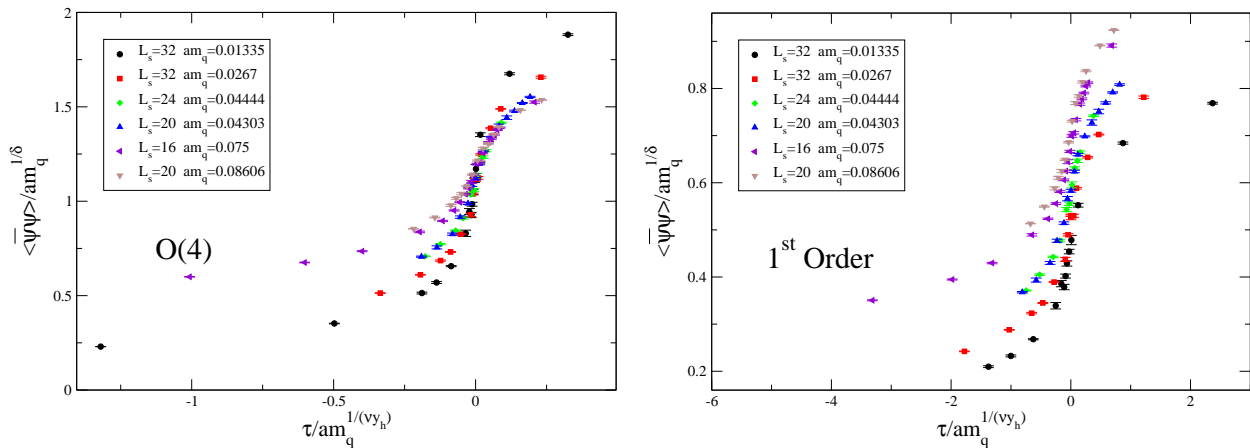 2
1.5
1
0.5
0
-1
-0.5
0
<ψ̅ψ>/am_q^{1/δ}
τ/am_q^{1/(νy_h)}
L_s=32 am_q=0.01335
L_s=32 am_q=0.0267
L_s=24 am_q=0.04444
L_s=20 am_q=0.04303
L_s=16 am_q=0.075
L_s=20 am_q=0.08606
O(4)
0.8
0.6
0.4
0.2
-6
-4
-2
0
2
<ψ̅ψ>/am_q^{1/δ}
τ/am_q^{1/(νy_h)}
L_s=32 am_q=0.01335
L_s=32 am_q=0.0267
L_s=24 am_q=0.04444
L_s=20 am_q=0.04303
L_s=16 am_q=0.075
L_s=20 am_q=0.08606
1^{st} Order